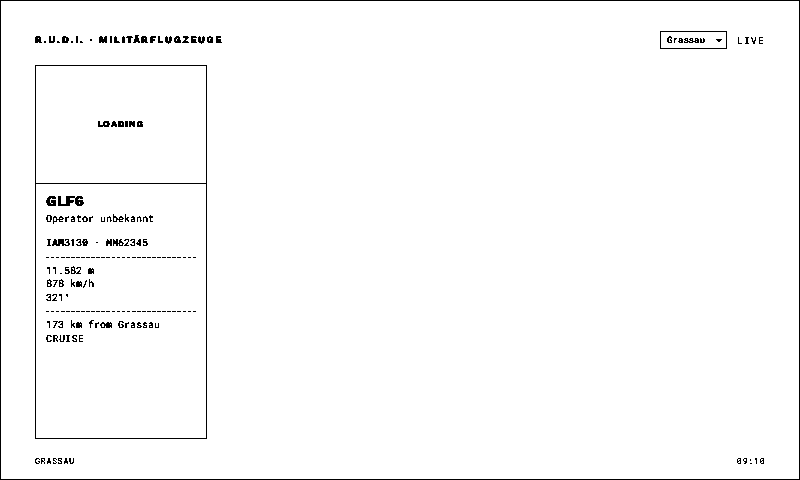 R.U.D.I. · MILITÄRFLUGZEUGE
Grassau
LIVE
LOADING
GLF6
Operator unbekannt
IAM3130 · MM62345
11.582 m
878 km/h
321°
173 km from Grassau
CRUISE
GRASSAU
09:10